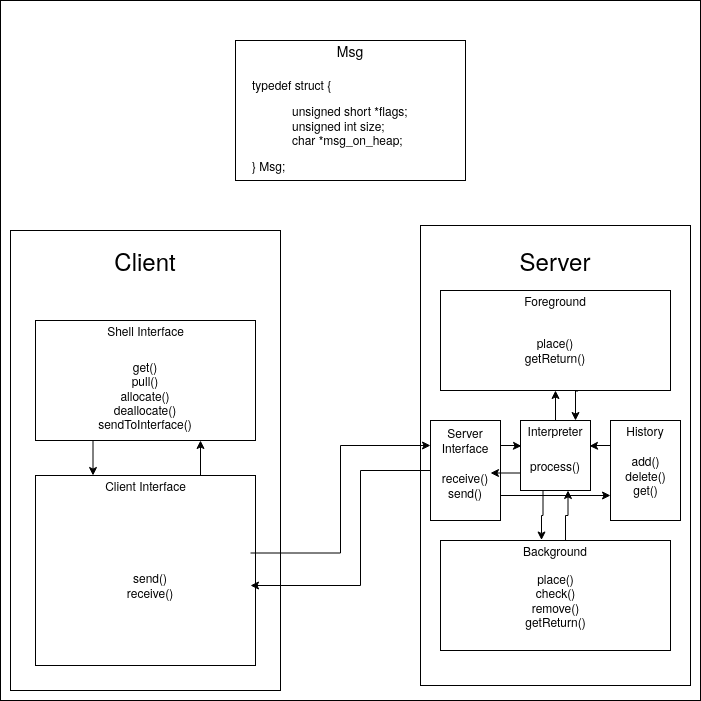 Msg
typedef struct {
unsigned short *flags;
unsigned int size;
char *msg_on_heap;
} Msg;
Client
Shell Interface
get()
pull()
allocate()
deallocate()
sendToInterface()
Client Interface
send()
receive()
Server
Foreground
place()
getReturn()
Server
Interface
receive()
send()
Interpreter
process()
History
add()
delete()
get()
Background
place()
check()
remove()
getReturn()